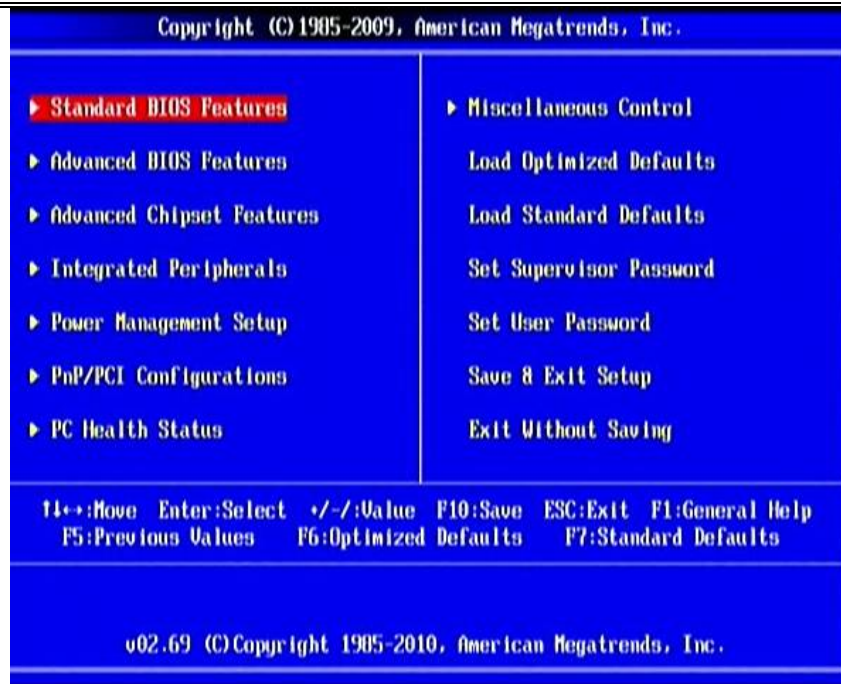 Copyright (C)1985-2009, American Megatrends, Inc.
▶ Standard BIOS Features
▶ Advanced BIOS Features
▶ Advanced Chipset Features
▶ Integrated Peripherals
▶ Power Management Setup
▶ PnP/PCI Configurations
▶ PC Health Status
▶ Miscellaneous Control
Load Optimized Defaults
Load Standard Defaults
Set Supervisor Password
Set User Password
Save & Exit Setup
Exit Without Saving
↑↓↔:Move Enter:Select +/-/:Value F10:Save ESC:Exit F1:General Help
F5:Previous Values F6:Optimized Defaults F7:Standard Defaults
v02.69 (C)Copyright 1985-2010, American Megatrends, Inc.